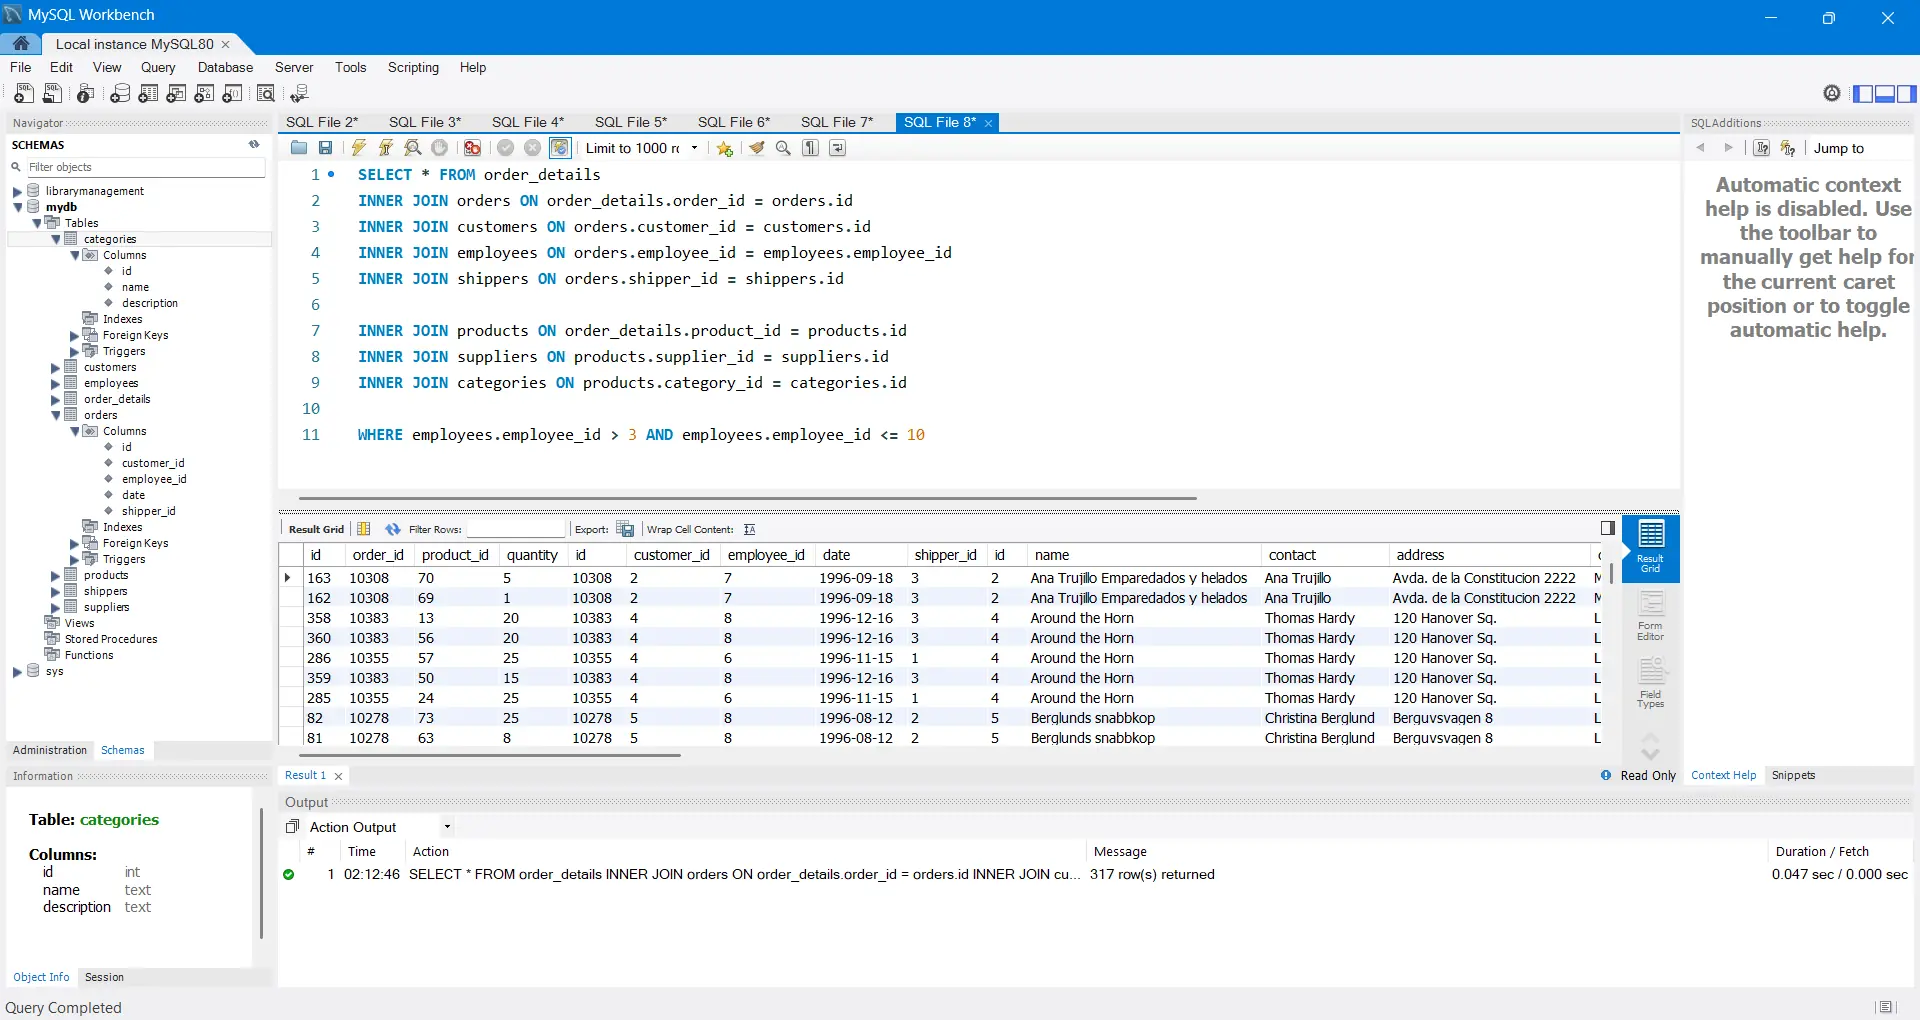 MySQL Workbench
Local instance MySQL80
File Edit View Query Database Server Tools Scripting Help
Navigator
SCHEMAS
Filter objects
librarymanagement
mydb
Tables
categories
Columns
id
name
description
Indexes
Foreign Keys
Triggers
customers
employees
order_details
orders
Columns
id
customer_id
employee_id
date
shipper_id
Indexes
Foreign Keys
Triggers
products
shippers
suppliers
Views
Stored Procedures
Functions
sys
Administration Schemas
Information
Table: categories
Columns:
id int
name text
description text
Object Info Session
Query Completed
SQL File 2* SQL File 3* SQL File 4* SQL File 5* SQL File 6* SQL File 7* SQL File 8*
Limit to 1000 rc
1 SELECT * FROM order_details
2 INNER JOIN orders ON order_details.order_id = orders.id
3 INNER JOIN customers ON orders.customer_id = customers.id
4 INNER JOIN employees ON orders.employee_id = employees.employee_id
5 INNER JOIN shippers ON orders.shipper_id = shippers.id
6
7 INNER JOIN products ON order_details.product_id = products.id
8 INNER JOIN suppliers ON products.supplier_id = suppliers.id
9 INNER JOIN categories ON products.category_id = categories.id
10
11 WHERE employees.employee_id > 3 AND employees.employee_id <= 10
Result Grid Filter Rows: Export: Wrap Cell Content:
id order_id product_id quantity id customer_id employee_id date shipper_id id name contact address
163 10308 70 5 10308 2 7 1996-09-18 3 2 Ana Trujillo Emparedados y helados Ana Trujillo Avda. de la Constitucion 2222
162 10308 69 1 10308 2 7 1996-09-18 3 2 Ana Trujillo Emparedados y helados Ana Trujillo Avda. de la Constitucion 2222
358 10383 13 20 10383 4 8 1996-12-16 3 4 Around the Horn Thomas Hardy 120 Hanover Sq.
360 10383 56 20 10383 4 8 1996-12-16 3 4 Around the Horn Thomas Hardy 120 Hanover Sq.
286 10355 57 25 10355 4 6 1996-11-15 1 4 Around the Horn Thomas Hardy 120 Hanover Sq.
359 10383 50 15 10383 4 8 1996-12-16 3 4 Around the Horn Thomas Hardy 120 Hanover Sq.
285 10355 24 25 10355 4 6 1996-11-15 1 4 Around the Horn Thomas Hardy 120 Hanover Sq.
82 10278 73 25 10278 5 8 1996-08-12 2 5 Berglunds snabbkop Christina Berglund Berguvsvagen 8
81 10278 63 8 10278 5 8 1996-08-12 2 5 Berglunds snabbkop Christina Berglund Berguvsvagen 8
Result Grid
Form Editor
Field Types
Result 1
Read Only
Output
Action Output
# Time Action Message Duration / Fetch
1 02:12:46 SELECT * FROM order_details INNER JOIN orders ON order_details.order_id = orders.id INNER JOIN cu... 317 row(s) returned 0.047 sec / 0.000 sec
SQLAdditions
Jump to
Automatic context
help is disabled. Use
the toolbar to
manually get help for
the current caret
position or to toggle
automatic help.
Context Help Snippets